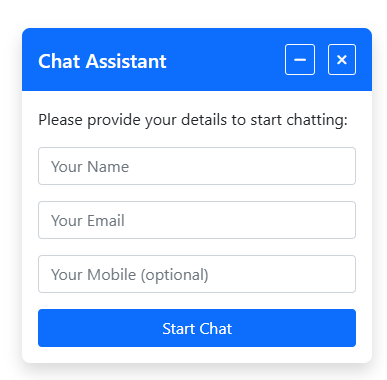 Chat Assistant
Please provide your details to start chatting:
Your Name
Your Email
Your Mobile (optional)
Start Chat